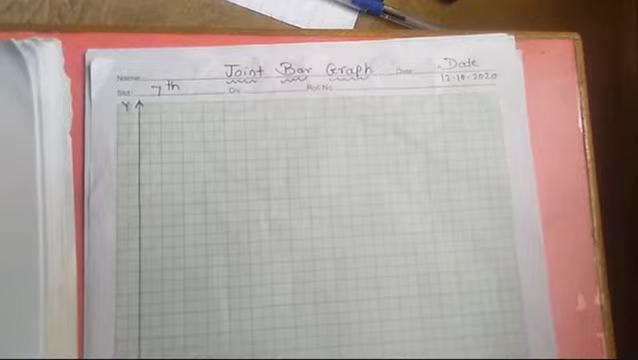 Joint Bar Graph
Date
Name
Date
12-10-2020
Std. 7th Div. Roll No.
Y